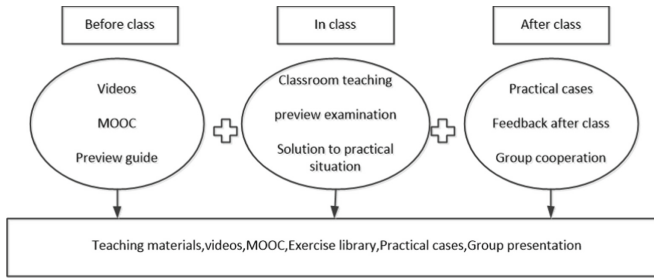 Before class
In class
After class
Videos
MOOC
Preview guide
Classroom teaching
preview examination
Solution to practical
situation
Practical cases
Feedback after class
Group cooperation
Teaching materials,videos,MOOC,Exercise library,Practical cases,Group presentation